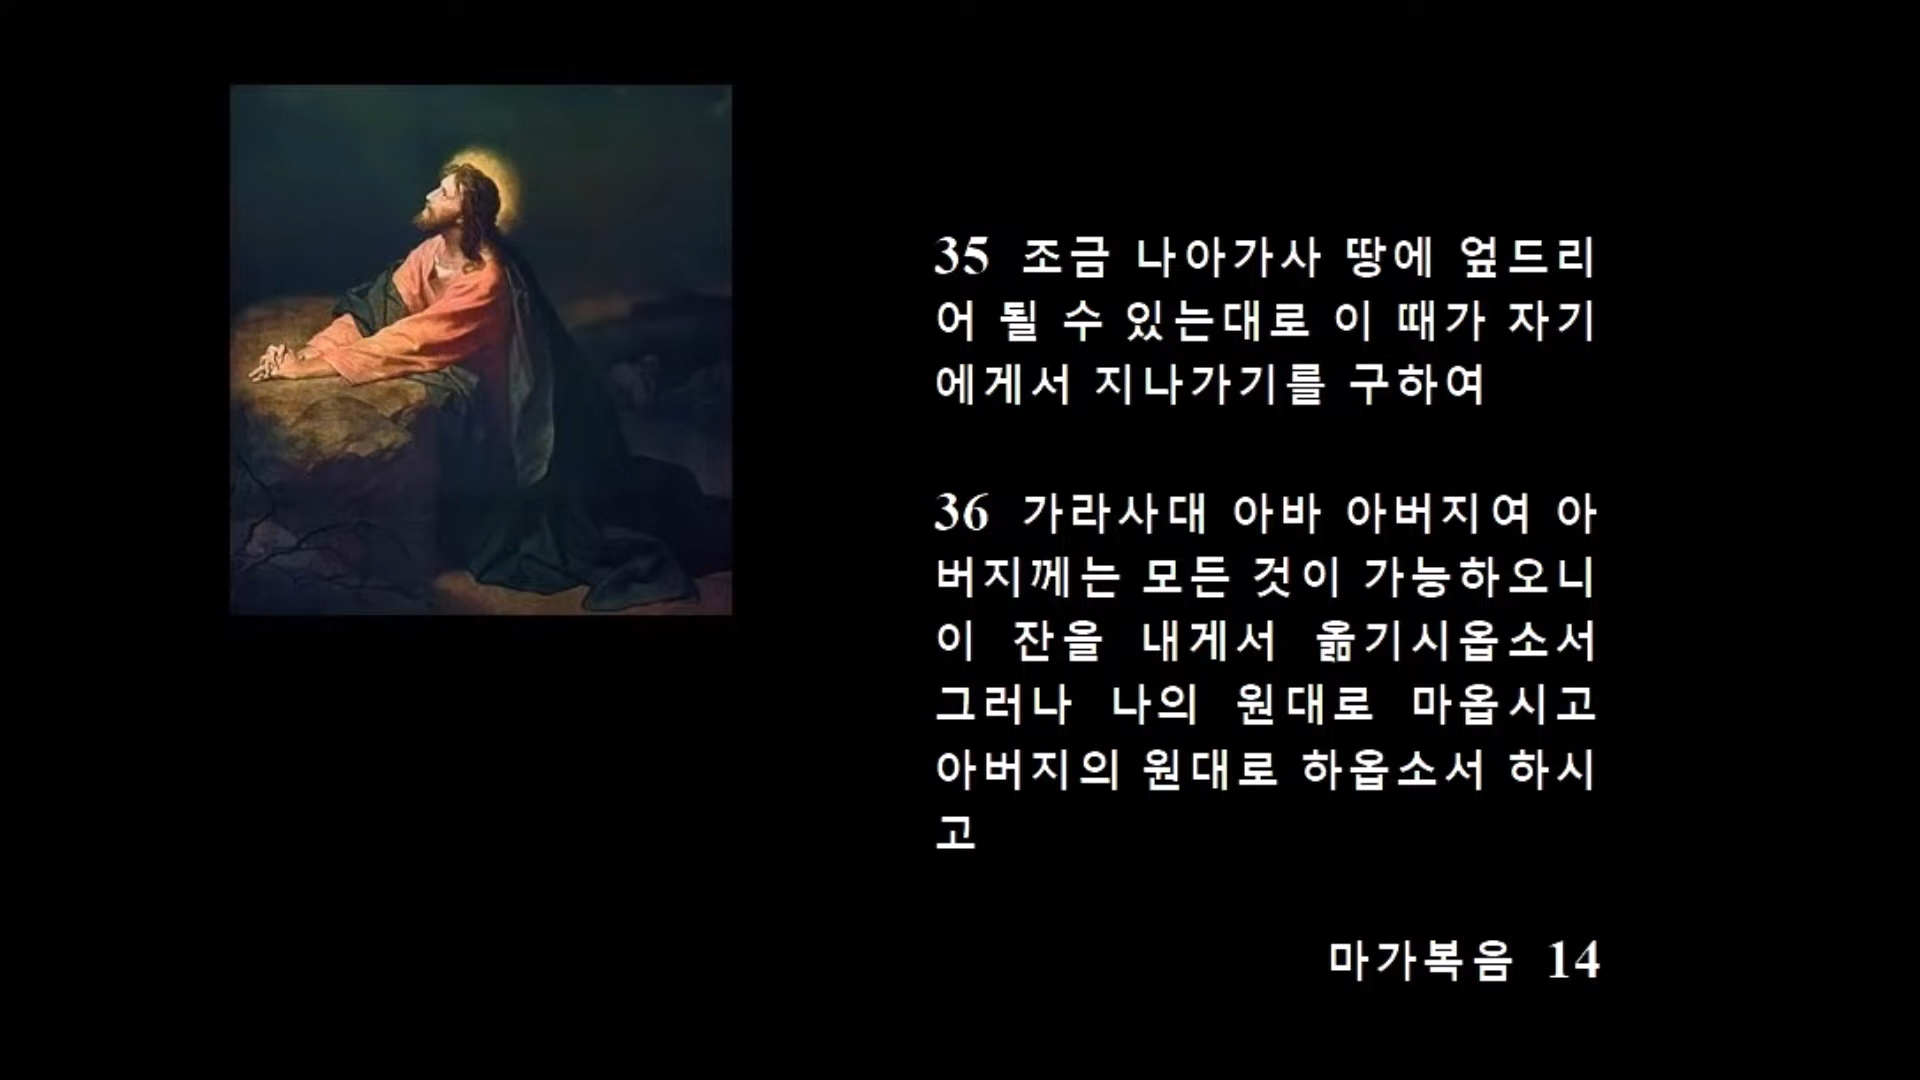 35 조금 나아가사 땅에 엎드리
어 될 수 있는대로 이 때가 자기
에게서 지나가기를 구하여
36 가라사대 아바 아버지여 아
버지께는 모든 것이 가능하오니
이 잔을 내게서 옮기시옵소서
그러나 나의 원대로 마옵시고
아버지의 원대로 하옵소서 하시
고
마가복음 14